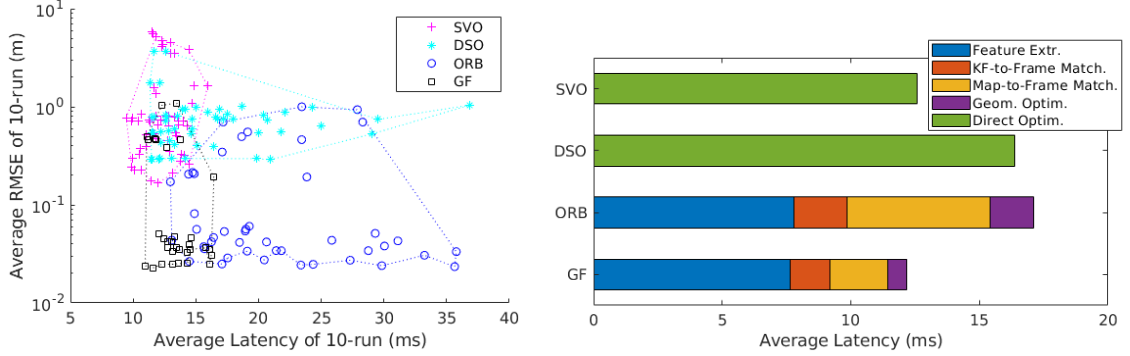 Average RMSE of 10-run (m)
10^1
10^0
10^-1
10^-2
5 10 15 20 25 30 35 40
Average Latency of 10-run (ms)
SVO
DSO
ORB
GF
SVO
DSO
ORB
GF
0 5 10 15 20
Average Latency (ms)
Feature Extr.
KF-to-Frame Match.
Map-to-Frame Match.
Geom. Optim.
Direct Optim.